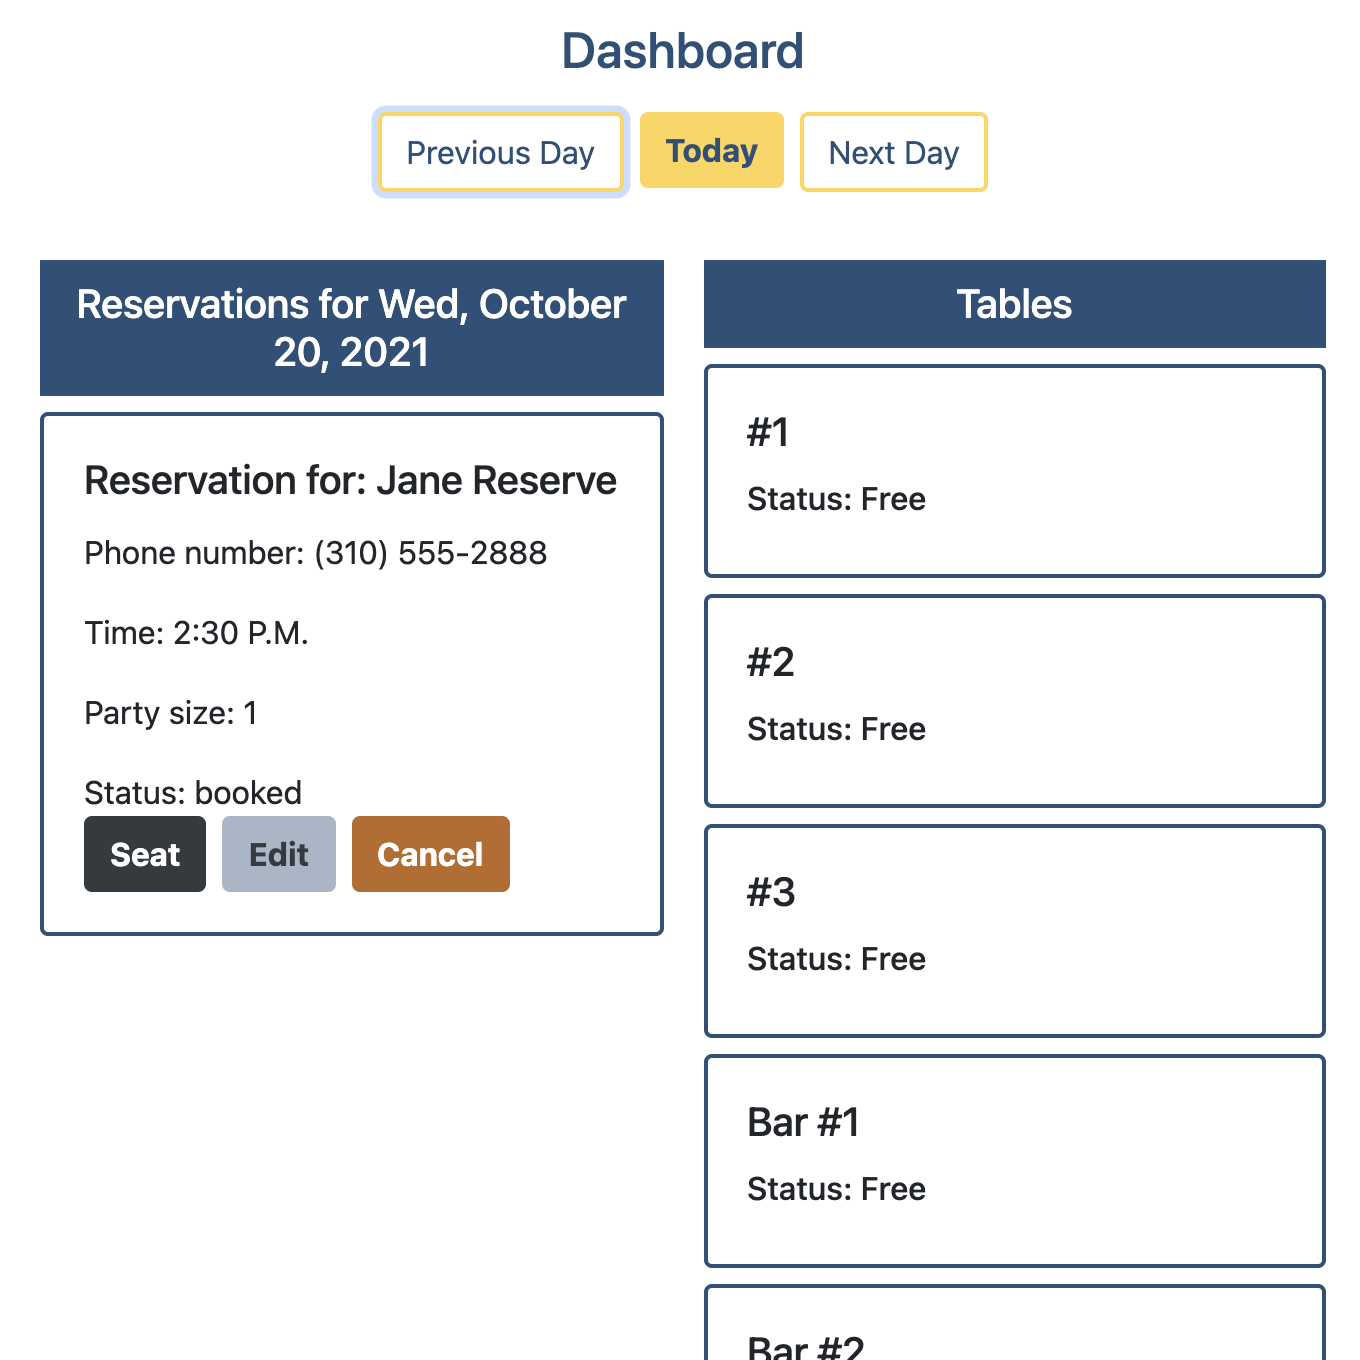 Dashboard
Previous Day
Today
Next Day
Reservations for Wed, October
20, 2021
Reservation for: Jane Reserve
Phone number: (310) 555-2888
Time: 2:30 P.M.
Party size: 1
Status: booked
Seat
Edit
Cancel
Tables
#1
Status: Free
#2
Status: Free
#3
Status: Free
Bar #1
Status: Free
Bar #2